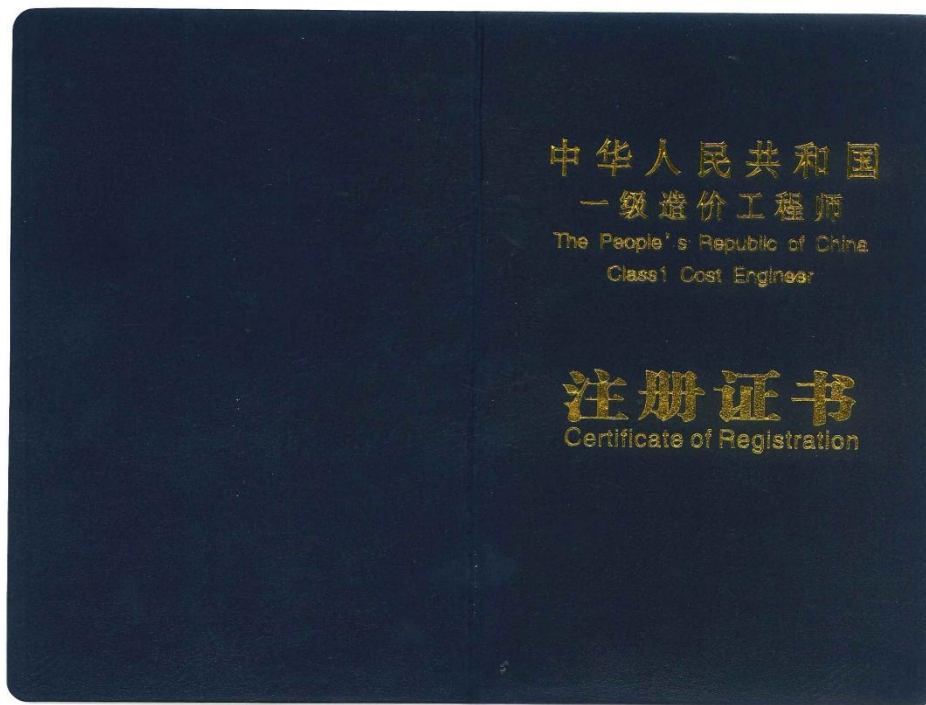 中华人民共和国
一级造价工程师
The People's Republic of China
Class1 Cost Engineer
注册证书
Certificate of Registration